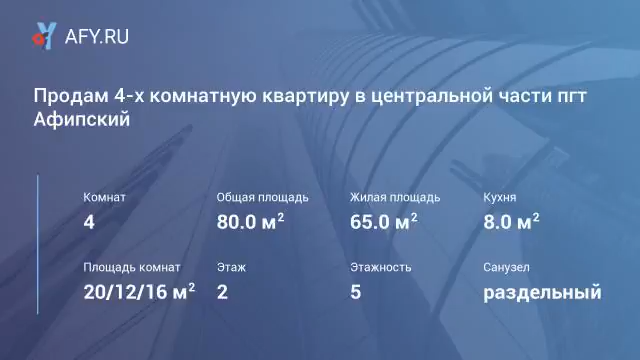 AFY.RU
Продам 4-х комнатную квартиру в центральной части пгт
Афипский
Комнат
4
Общая площадь
80.0 м²
Жилая площадь
65.0 м²
Кухня
8.0 м²
Площадь комнат
20/12/16 м²
Этаж
2
Этажность
5
Санузел
раздельный